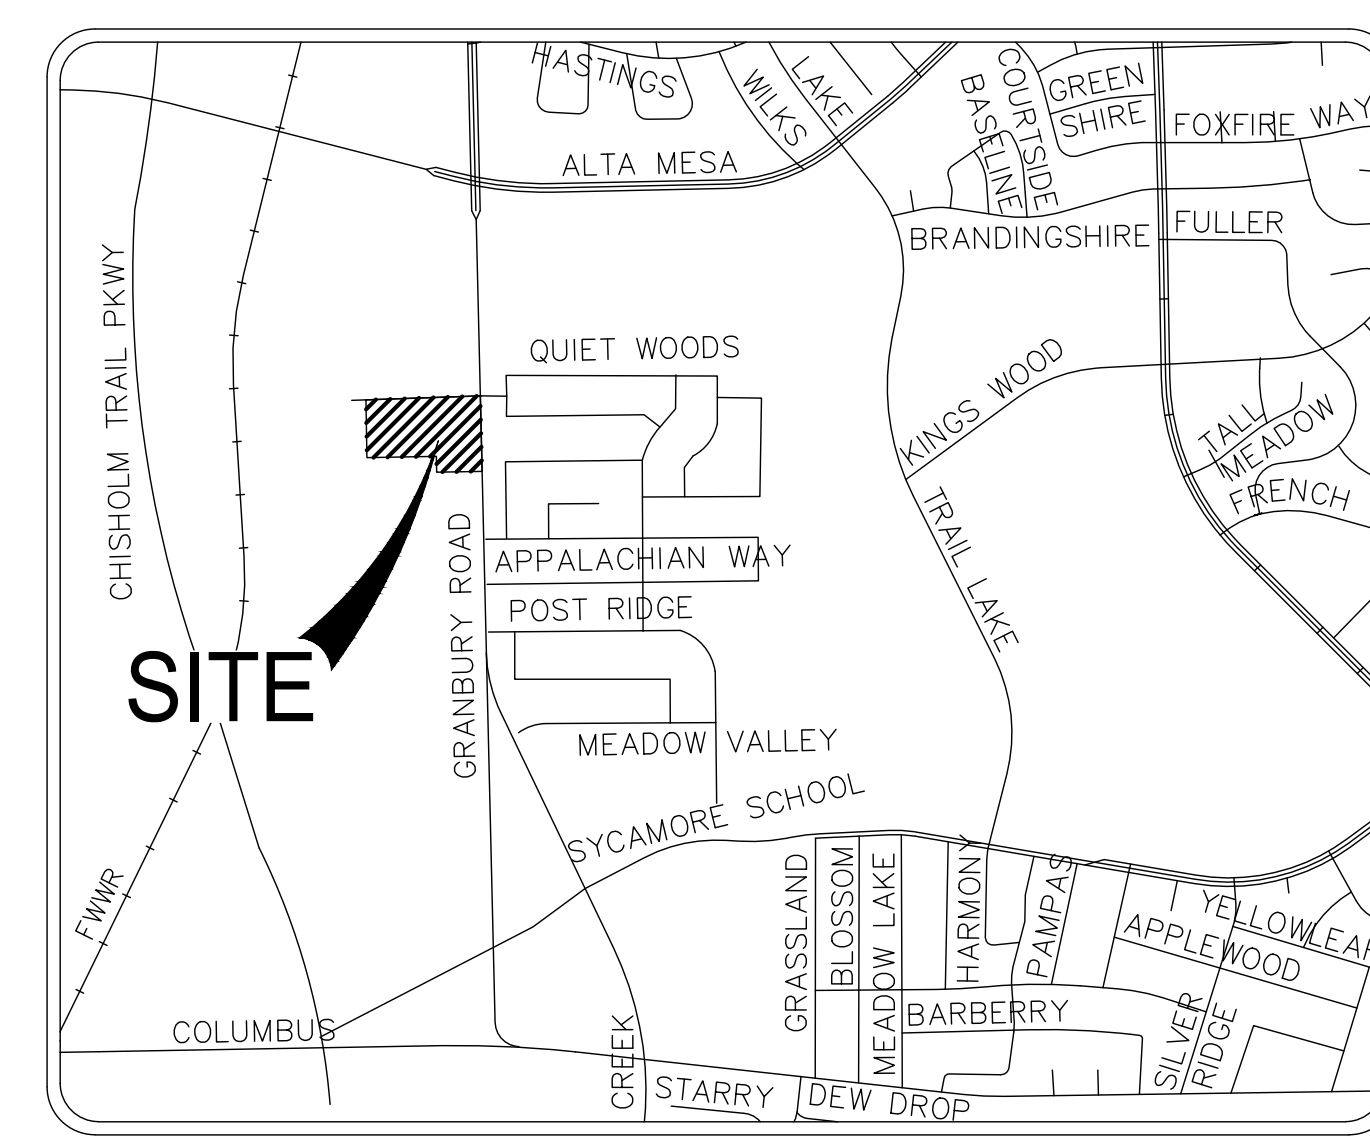 HASTINGS
WILKS
LAKE
BASELINE
COURTSIDE
GREEN
SHIRE
FOXFIRE WAY
ALTA MESA
BRANDINGSHIRE
FULLER
CHISHOLM TRAIL PKWY
QUIET WOODS
KINGS WOOD
TALL
MEADOW
FRENCH
TRAIL LAKE
GRANBURY ROAD
APPALACHIAN WAY
POST RIDGE
SITE
MEADOW VALLEY
SYCAMORE SCHOOL
FWWR
GRASSLAND
BLOSSOM
MEADOW LAKE
HARMONY
PAMPAS
YELLOWLEAF
APPLEWOOD
BARBERRY
SILVER
RIDGE
COLUMBUS
CREEK
STARRY
DEW DROP